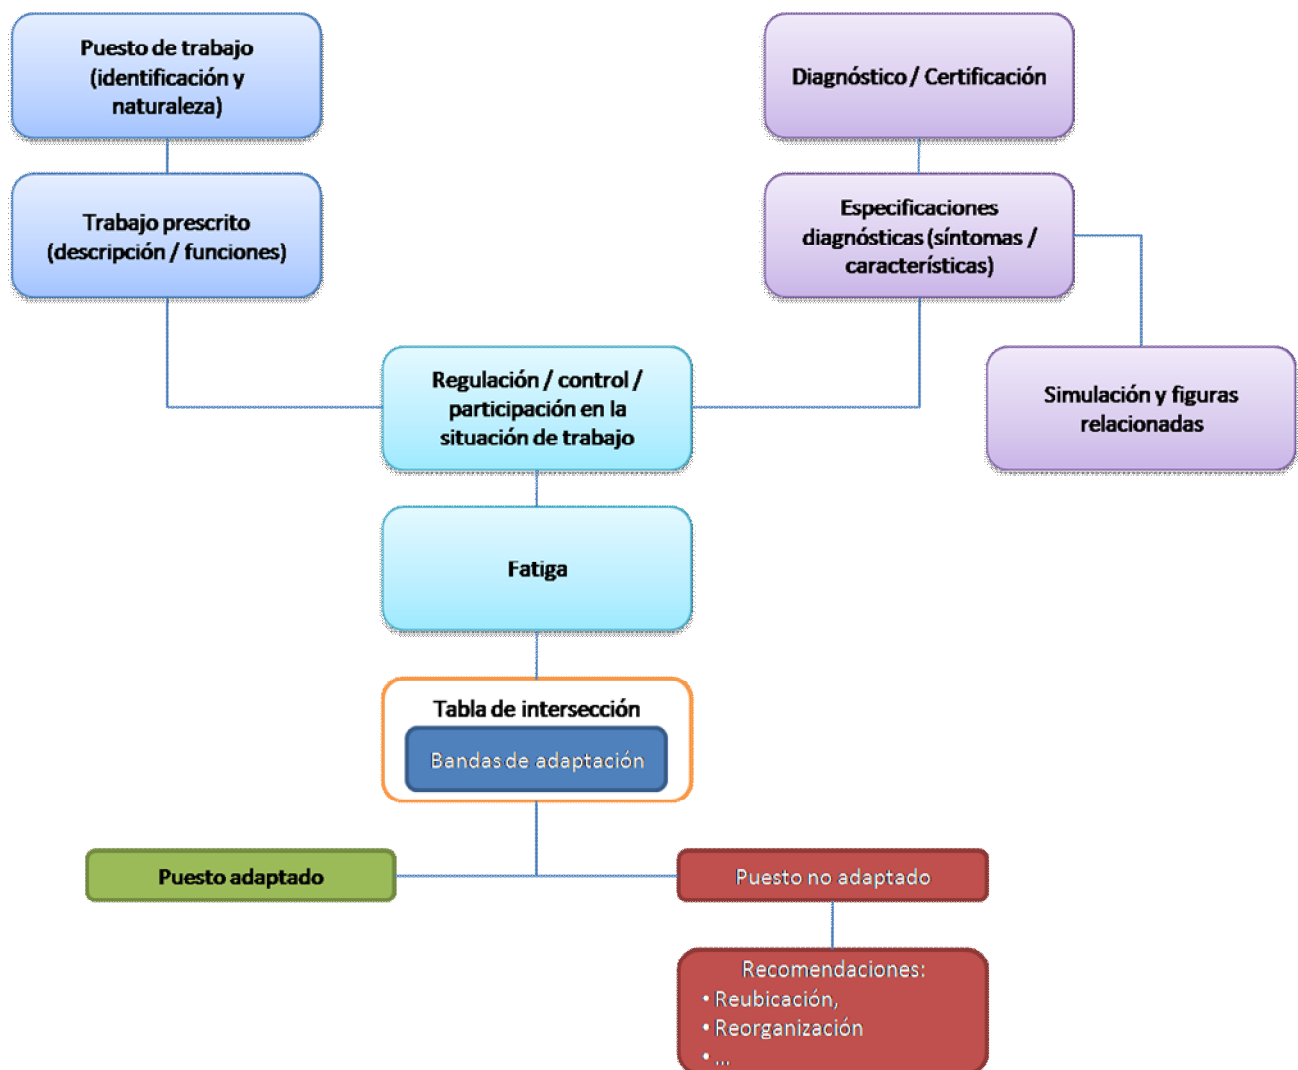 Puesto de trabajo
(identificación y
naturaleza)
Diagnóstico / Certificación
Trabajo prescrito
(descripción / funciones)
Especificaciones
diagnósticas (síntomas /
características)
Regulación / control /
participación en la
situación de trabajo
Simulación y figuras
relacionadas
Fatiga
Tabla de intersección
Bandas de adaptación
Puesto adaptado
Puesto no adaptado
Recomendaciones:
• Reubicación,
• Reorganización
• ...